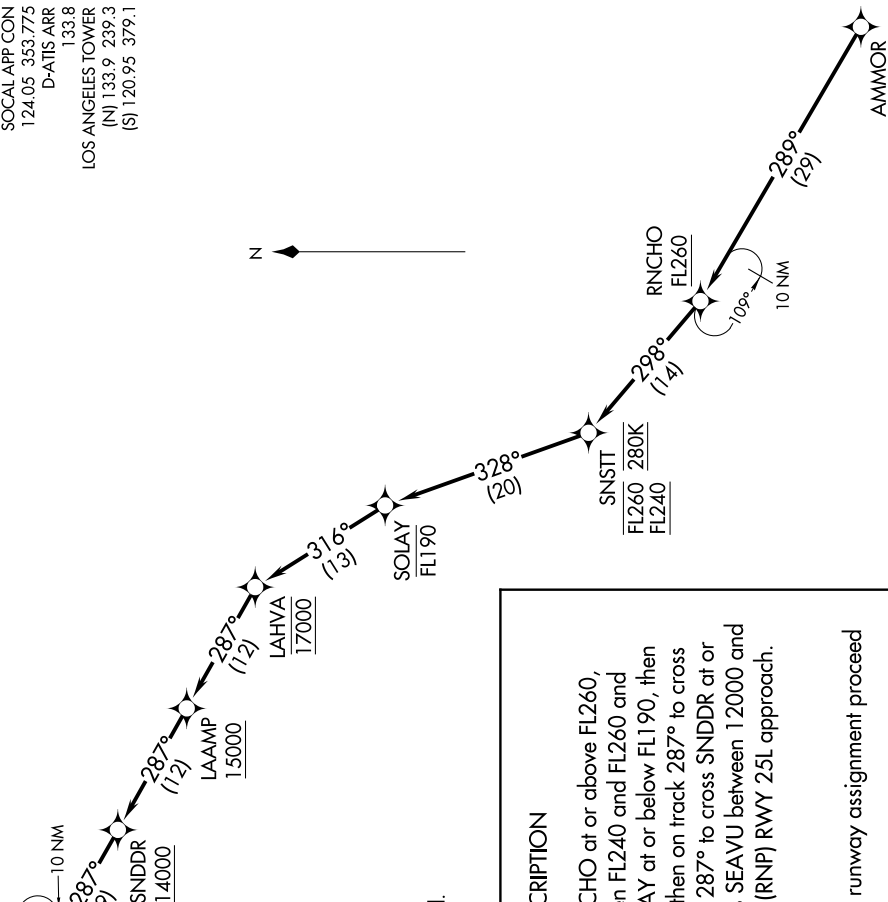 SOCAL APP CON
124.05 353.775
D-ATIS ARR
133.8
LOS ANGELES TOWER
(N) 133.9 239.3
(S) 120.95 379.1
N
AMMOR
289°
(29)
RNCHO
FL260
109°
10 NM
298°
(14)
SNSTT
FL260 280K
FL240
328°
(20)
SOLAY
FL190
316°
(13)
LAHVA
17000
287°
(12)
LAAMP
15000
287°
(12)
SNDDR
14000
287°
9)
10 NM
CRIPTION
CHO at or above FL260,
en FL240 and FL260 and
AY at or below FL190, then
then on track 287° to cross
287° to cross SNDDR at or
SEAVU between 12000 and
(RNP) RWY 25L approach.
runway assignment proceed